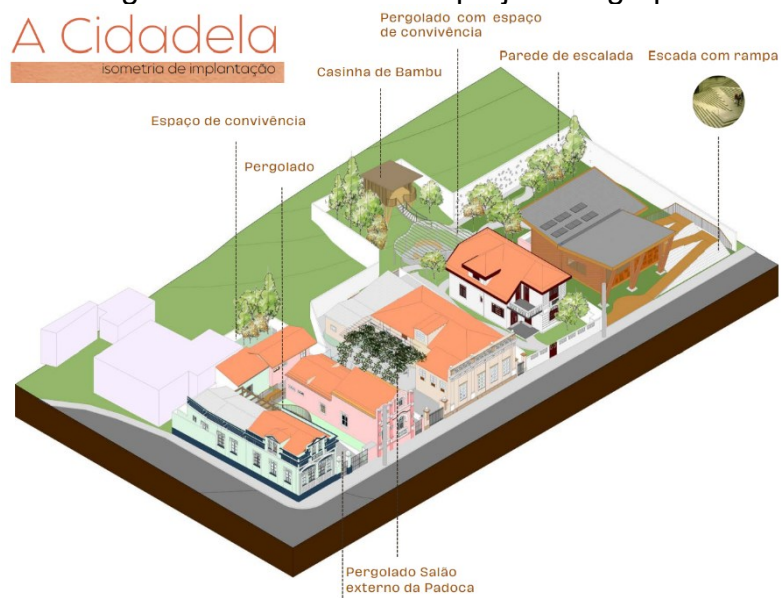 A Cidadela
isometria de implantação
Pergolado com espaço
de convivência
Casinha de Bambu
Parede de escalada
Escada com rampa
Espaço de convivência
Pergolado
Pergolado Salão
externo da Padoca